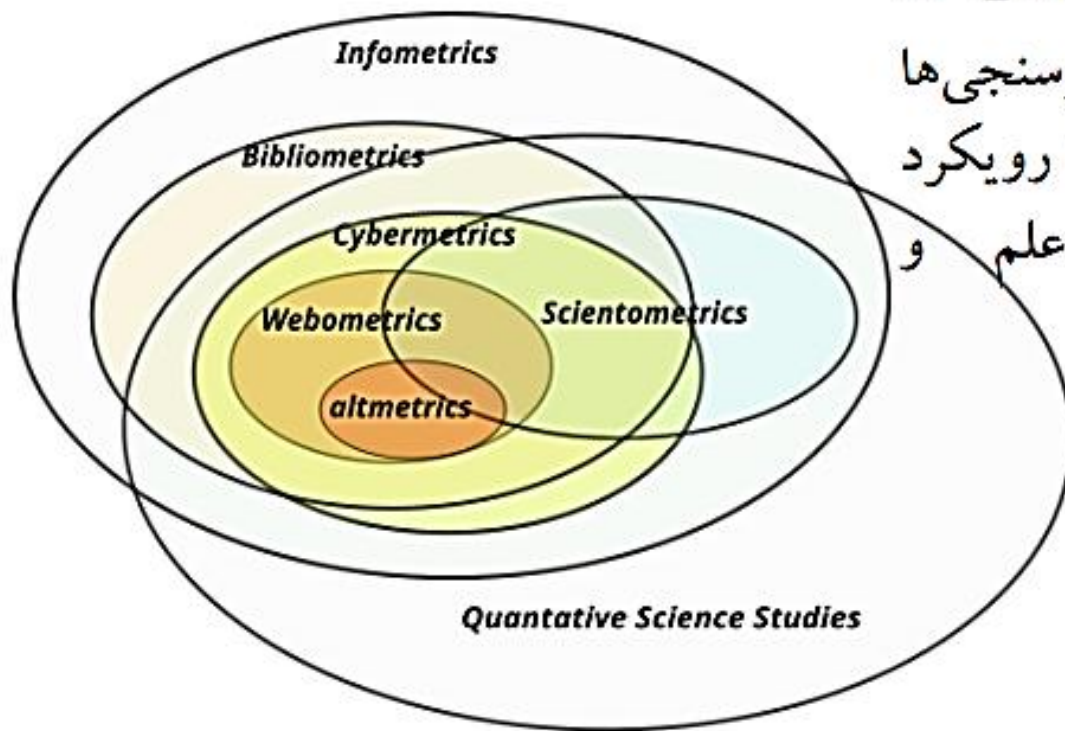 Infometrics
سنجی‌ها
Bibliometrics
رویکرد
Cybermetrics
علم و
Webometrics
Scientometrics
altmetrics
Quantative Science Studies